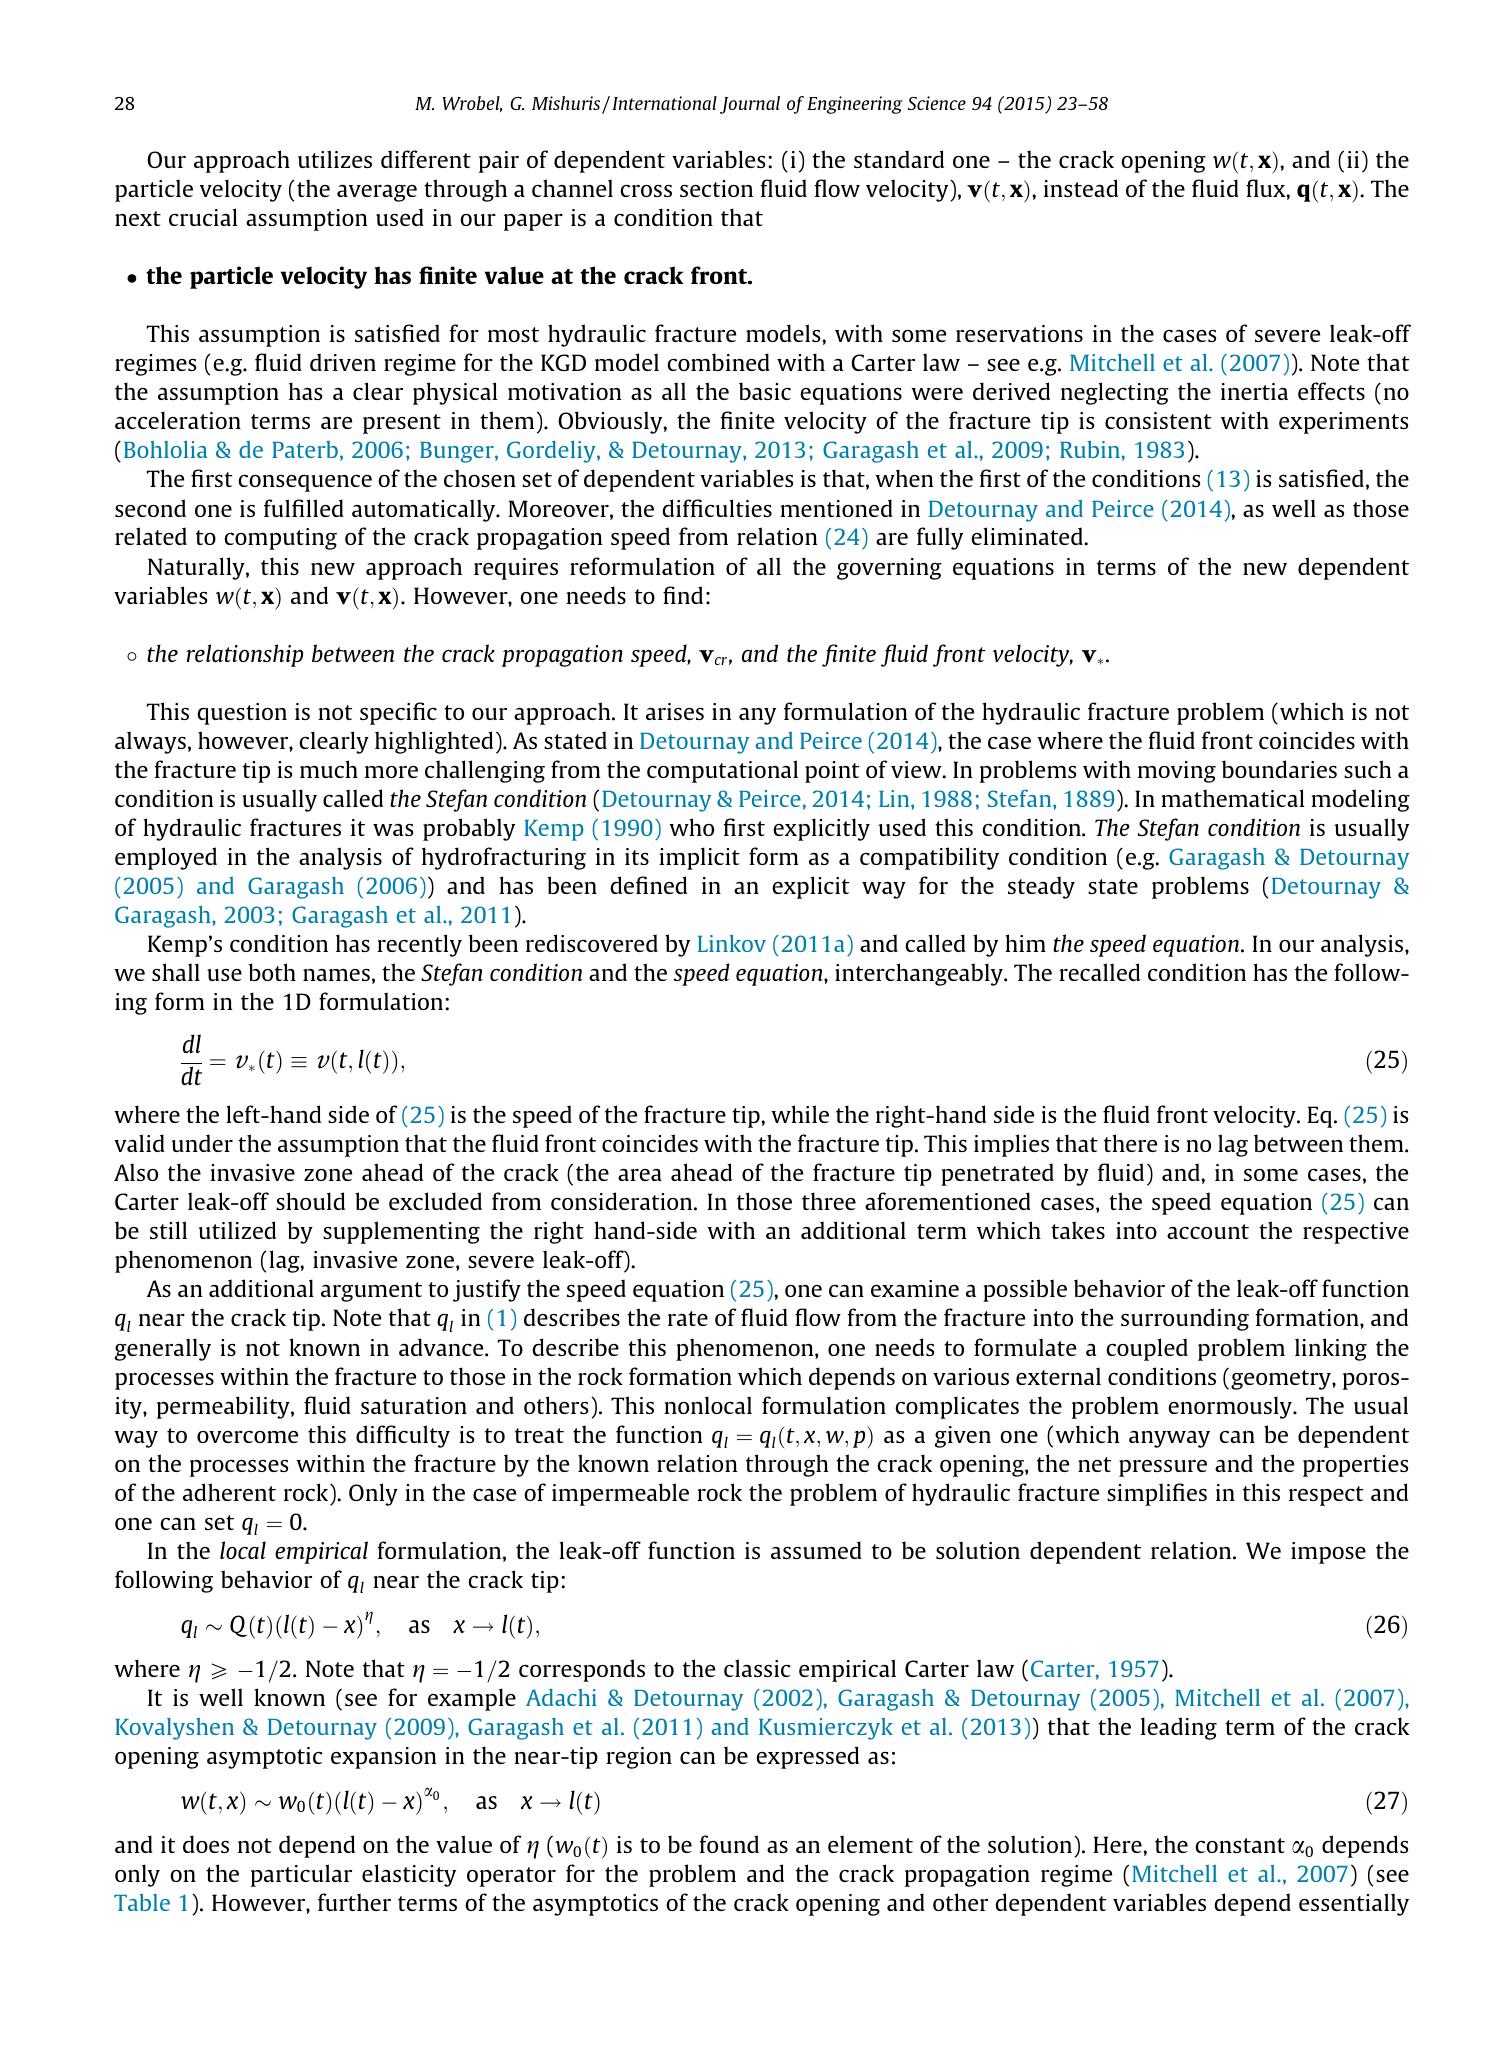 28
M. Wrobel, G. Mishuris / International Journal of Engineering Science 94 (2015) 23–58
Our approach utilizes different pair of dependent variables: (i) the standard one – the crack opening w(t, x), and (ii) the
particle velocity (the average through a channel cross section fluid flow velocity), v(t, x), instead of the fluid flux, q(t, x). The
next crucial assumption used in our paper is a condition that
• the particle velocity has finite value at the crack front.
This assumption is satisfied for most hydraulic fracture models, with some reservations in the cases of severe leak-off
regimes (e.g. fluid driven regime for the KGD model combined with a Carter law – see e.g. Mitchell et al. (2007)). Note that
the assumption has a clear physical motivation as all the basic equations were derived neglecting the inertia effects (no
acceleration terms are present in them). Obviously, the finite velocity of the fracture tip is consistent with experiments
(Bohlolia & de Paterb, 2006; Bunger, Gordeliy, & Detournay, 2013; Garagash et al., 2009; Rubin, 1983).
The first consequence of the chosen set of dependent variables is that, when the first of the conditions (13) is satisfied, the
second one is fulfilled automatically. Moreover, the difficulties mentioned in Detournay and Peirce (2014), as well as those
related to computing of the crack propagation speed from relation (24) are fully eliminated.
Naturally, this new approach requires reformulation of all the governing equations in terms of the new dependent
variables w(t, x) and v(t, x). However, one needs to find:
○ the relationship between the crack propagation speed, v_cr, and the finite fluid front velocity, v_*.
This question is not specific to our approach. It arises in any formulation of the hydraulic fracture problem (which is not
always, however, clearly highlighted). As stated in Detournay and Peirce (2014), the case where the fluid front coincides with
the fracture tip is much more challenging from the computational point of view. In problems with moving boundaries such a
condition is usually called the Stefan condition (Detournay & Peirce, 2014; Lin, 1988; Stefan, 1889). In mathematical modeling
of hydraulic fractures it was probably Kemp (1990) who first explicitly used this condition. The Stefan condition is usually
employed in the analysis of hydrofracturing in its implicit form as a compatibility condition (e.g. Garagash & Detournay
(2005) and Garagash (2006)) and has been defined in an explicit way for the steady state problems (Detournay &
Garagash, 2003; Garagash et al., 2011).
Kemp's condition has recently been rediscovered by Linkov (2011a) and called by him the speed equation. In our analysis,
we shall use both names, the Stefan condition and the speed equation, interchangeably. The recalled condition has the follow-
ing form in the 1D formulation:
dl/dt = v_*(t) ≡ v(t, l(t)), (25)
where the left-hand side of (25) is the speed of the fracture tip, while the right-hand side is the fluid front velocity. Eq. (25) is
valid under the assumption that the fluid front coincides with the fracture tip. This implies that there is no lag between them.
Also the invasive zone ahead of the crack (the area ahead of the fracture tip penetrated by fluid) and, in some cases, the
Carter leak-off should be excluded from consideration. In those three aforementioned cases, the speed equation (25) can
be still utilized by supplementing the right hand-side with an additional term which takes into account the respective
phenomenon (lag, invasive zone, severe leak-off).
As an additional argument to justify the speed equation (25), one can examine a possible behavior of the leak-off function
q_l near the crack tip. Note that q_l in (1) describes the rate of fluid flow from the fracture into the surrounding formation, and
generally is not known in advance. To describe this phenomenon, one needs to formulate a coupled problem linking the
processes within the fracture to those in the rock formation which depends on various external conditions (geometry, poros-
ity, permeability, fluid saturation and others). This nonlocal formulation complicates the problem enormously. The usual
way to overcome this difficulty is to treat the function q_l = q_l(t, x, w, p) as a given one (which anyway can be dependent
on the processes within the fracture by the known relation through the crack opening, the net pressure and the properties
of the adherent rock). Only in the case of impermeable rock the problem of hydraulic fracture simplifies in this respect and
one can set q_l = 0.
In the local empirical formulation, the leak-off function is assumed to be solution dependent relation. We impose the
following behavior of q_l near the crack tip:
q_l ∼ Q(t)(l(t) − x)^η, as x → l(t), (26)
where η ⩾ −1/2. Note that η = −1/2 corresponds to the classic empirical Carter law (Carter, 1957).
It is well known (see for example Adachi & Detournay (2002), Garagash & Detournay (2005), Mitchell et al. (2007),
Kovalyshen & Detournay (2009), Garagash et al. (2011) and Kusmierczyk et al. (2013)) that the leading term of the crack
opening asymptotic expansion in the near-tip region can be expressed as:
w(t, x) ∼ w_0(t)(l(t) − x)^α_0, as x → l(t) (27)
and it does not depend on the value of η (w_0(t) is to be found as an element of the solution). Here, the constant α_0 depends
only on the particular elasticity operator for the problem and the crack propagation regime (Mitchell et al., 2007) (see
Table 1). However, further terms of the asymptotics of the crack opening and other dependent variables depend essentially